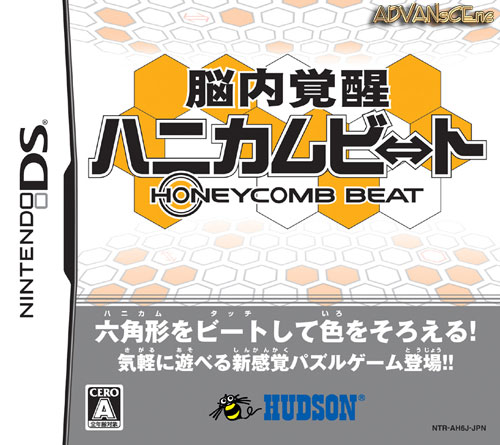 ADVANsCEne
NINTENDO DS
脳内覚醒
ハニカムビ⇔ト
HONEYCOMB BEAT
ハニカム タッチ いろ
六角形をビートして色をそろえる!
きがる あそ しんかんかく とうじょう
気軽に遊べる新感覚パズルゲーム登場!!
CERO
A
全年齢対象
HUDSON®
NTR-AH6J-JPN